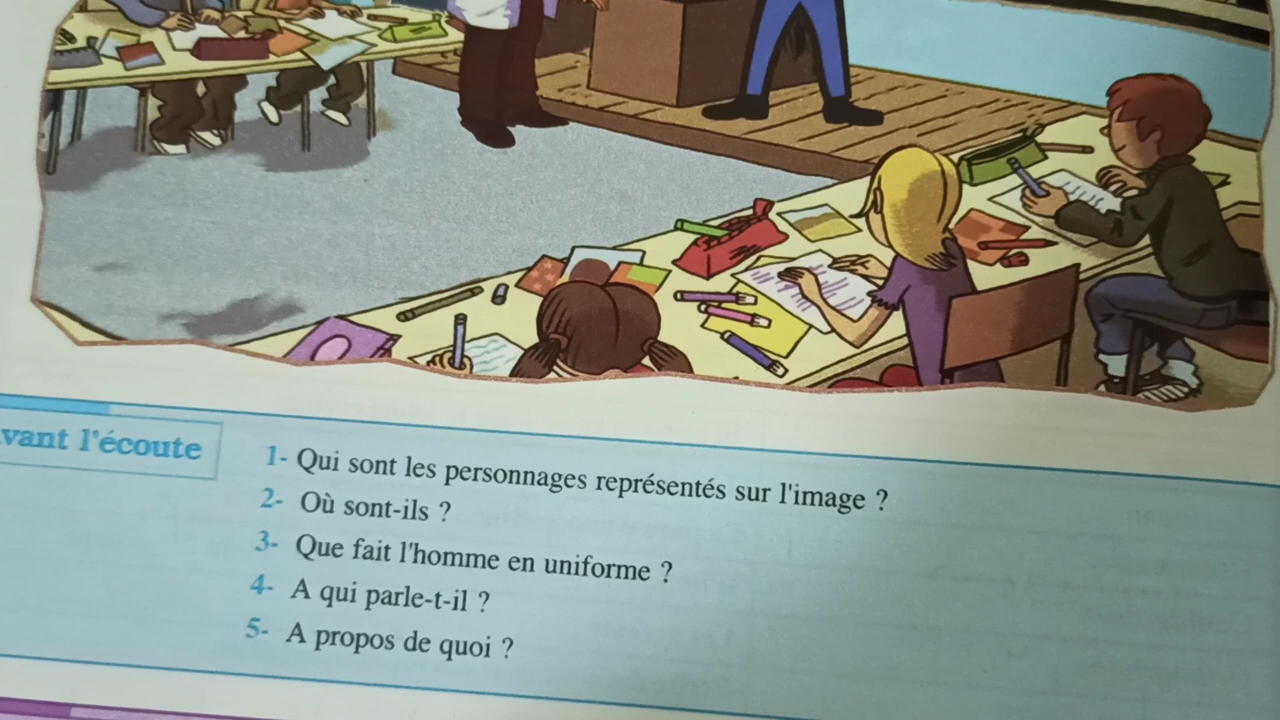 vant l'écoute
1- Qui sont les personnages représentés sur l'image ?
2- Où sont-ils ?
3- Que fait l'homme en uniforme ?
4- A qui parle-t-il ?
5- A propos de quoi ?